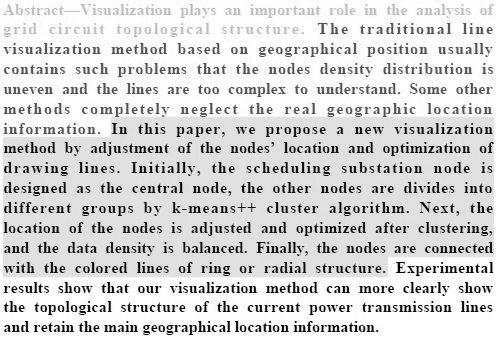 Abstract—Visualization plays an important role in the analysis of
grid circuit topological structure. The traditional line
visualization method based on geographical position usually
contains such problems that the nodes density distribution is
uneven and the lines are too complex to understand. Some other
methods completely neglect the real geographic location
information. In this paper, we propose a new visualization
method by adjustment of the nodes’ location and optimization of
drawing lines. Initially, the scheduling substation node is
designed as the central node, the other nodes are divides into
different groups by k-means++ cluster algorithm. Next, the
location of the nodes is adjusted and optimized after clustering,
and the data density is balanced. Finally, the nodes are connected
with the colored lines of ring or radial structure. Experimental
results show that our visualization method can more clearly show
the topological structure of the current power transmission lines
and retain the main geographical location information.